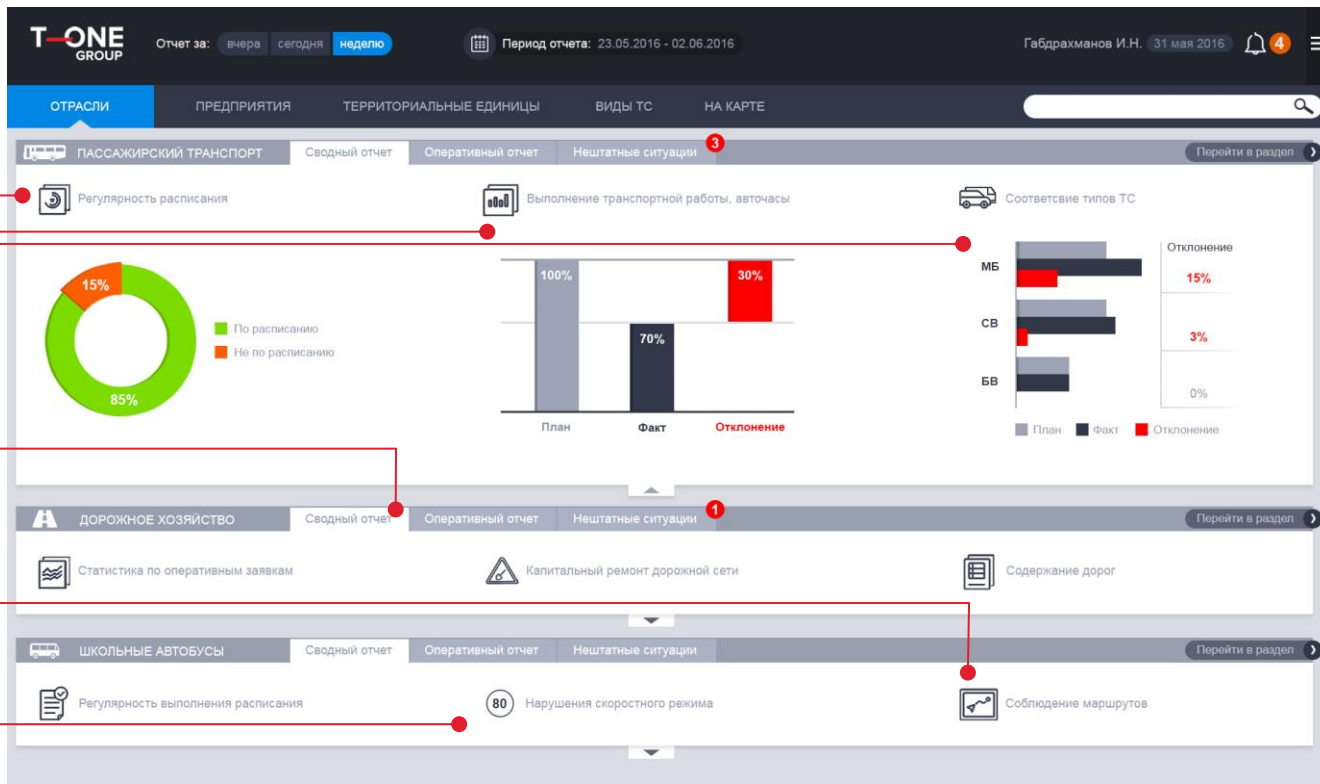 T-ONE
GROUP
Отчет за: вчера сегодня неделю
Период отчета: 23.05.2016 - 02.06.2016
Габдрахманов И.Н. 31 мая 2016 4
ОТРАСЛИ ПРЕДПРИЯТИЯ ТЕРРИТОРИАЛЬНЫЕ ЕДИНИЦЫ ВИДЫ ТС НА КАРТЕ
ПАССАЖИРСКИЙ ТРАНСПОРТ Сводный отчет Оперативный отчет Нештатные ситуации 3 Перейти в раздел
Регулярность расписания
Выполнение транспортной работы, авточасы
Соответсвие типов ТС
15%
85%
По расписанию
Не по расписанию
100%
70%
30%
План Факт Отклонение
Отклонение
МБ 15%
СВ 3%
БВ 0%
План Факт Отклонение
ДОРОЖНОЕ ХОЗЯЙСТВО Сводный отчет Оперативный отчет Нештатные ситуации 1 Перейти в раздел
Статистика по оперативным заявкам
Капитальный ремонт дорожной сети
Содержание дорог
ШКОЛЬНЫЕ АВТОБУСЫ Сводный отчет Оперативный отчет Нештатные ситуации Перейти в раздел
Регулярность выполнения расписания
80 Нарушения скоростного режима
Соблюдение маршрутов